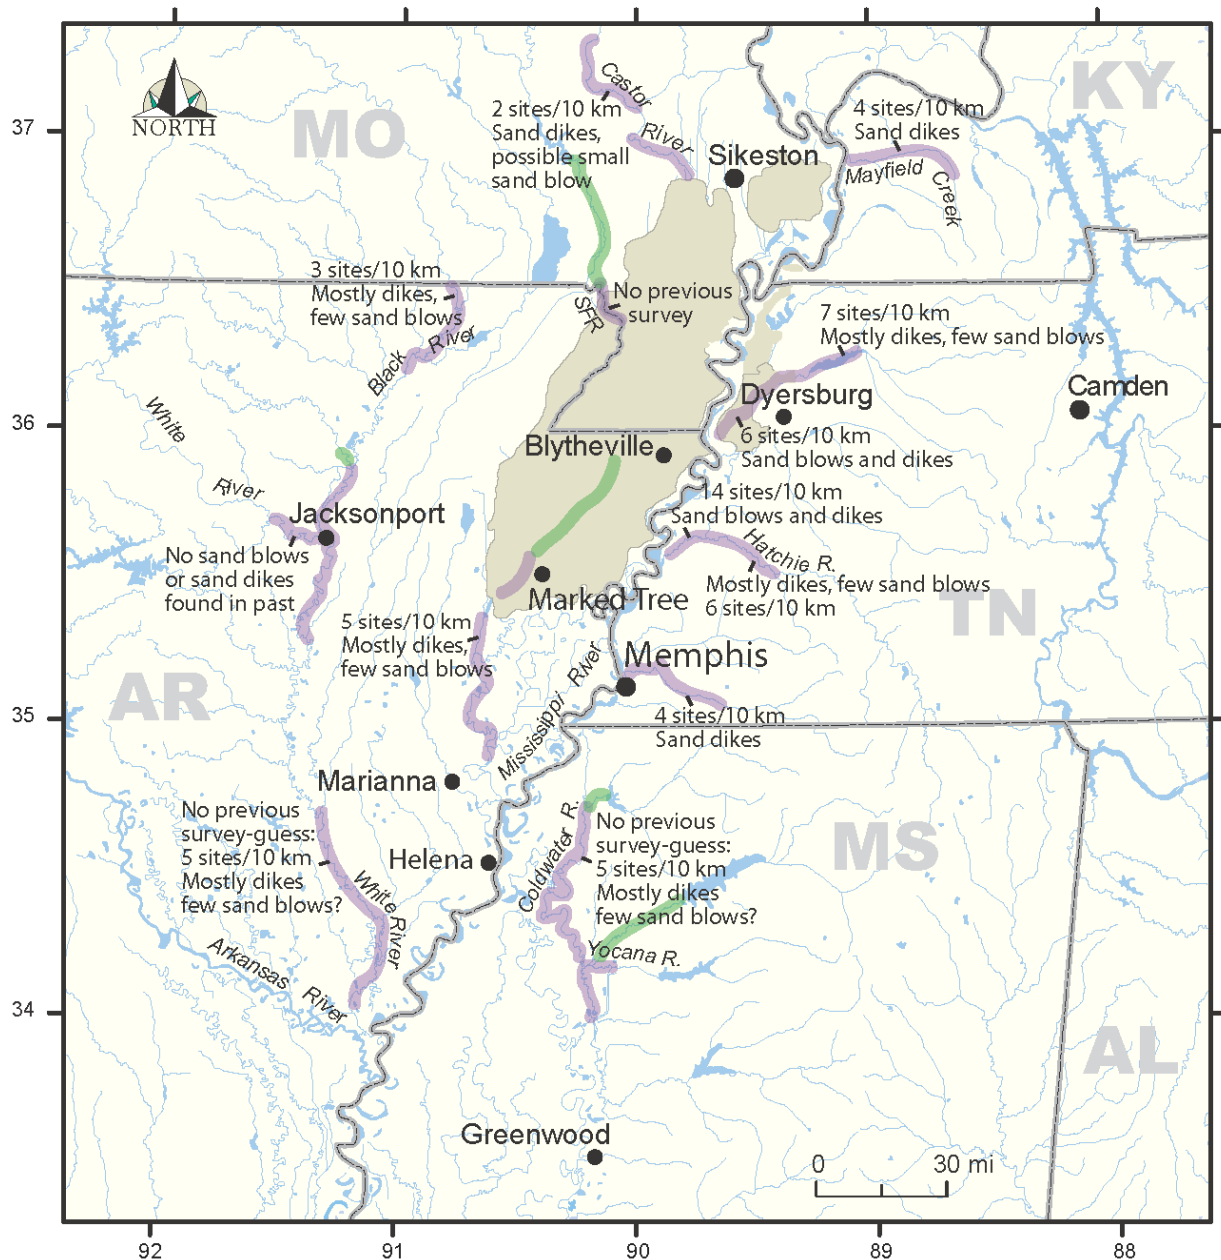 KY
Castor
2 sites/10 km
Sand dikes,
possible small
sand blow
River
4 sites/10 km
Sand dikes
MO
NORTH
37
Sikeston
Mayfield
Creek
3 sites/10 km
Mostly dikes,
few sand blows
SFR
No previous
survey
7 sites/10 km
Mostly dikes, few sand blows
Black
River
36
White
River
Camden
Dyersburg
6 sites/10 km
Sand blows and dikes
Blytheville
14 sites/10 km
Sand blows and dikes
Jacksonport
No sand blows
or sand dikes
found in past
Hatchie R.
Mostly dikes, few sand blows
6 sites/10 km
Marked Tree
TN
5 sites/10 km
Mostly dikes,
few sand blows
Mississippi
River
Memphis
AR
35
4 sites/10 km
Sand dikes
Marianna
No previous
survey-guess:
5 sites/10 km
Mostly dikes
few sand blows?
Helena
White River
Coldwater R.
No previous
survey-guess:
5 sites/10 km
Mostly dikes
few sand blows?
MS
Yocana R.
Arkansas
River
34
AL
Greenwood
0
30 mi
92
91
90
89
88